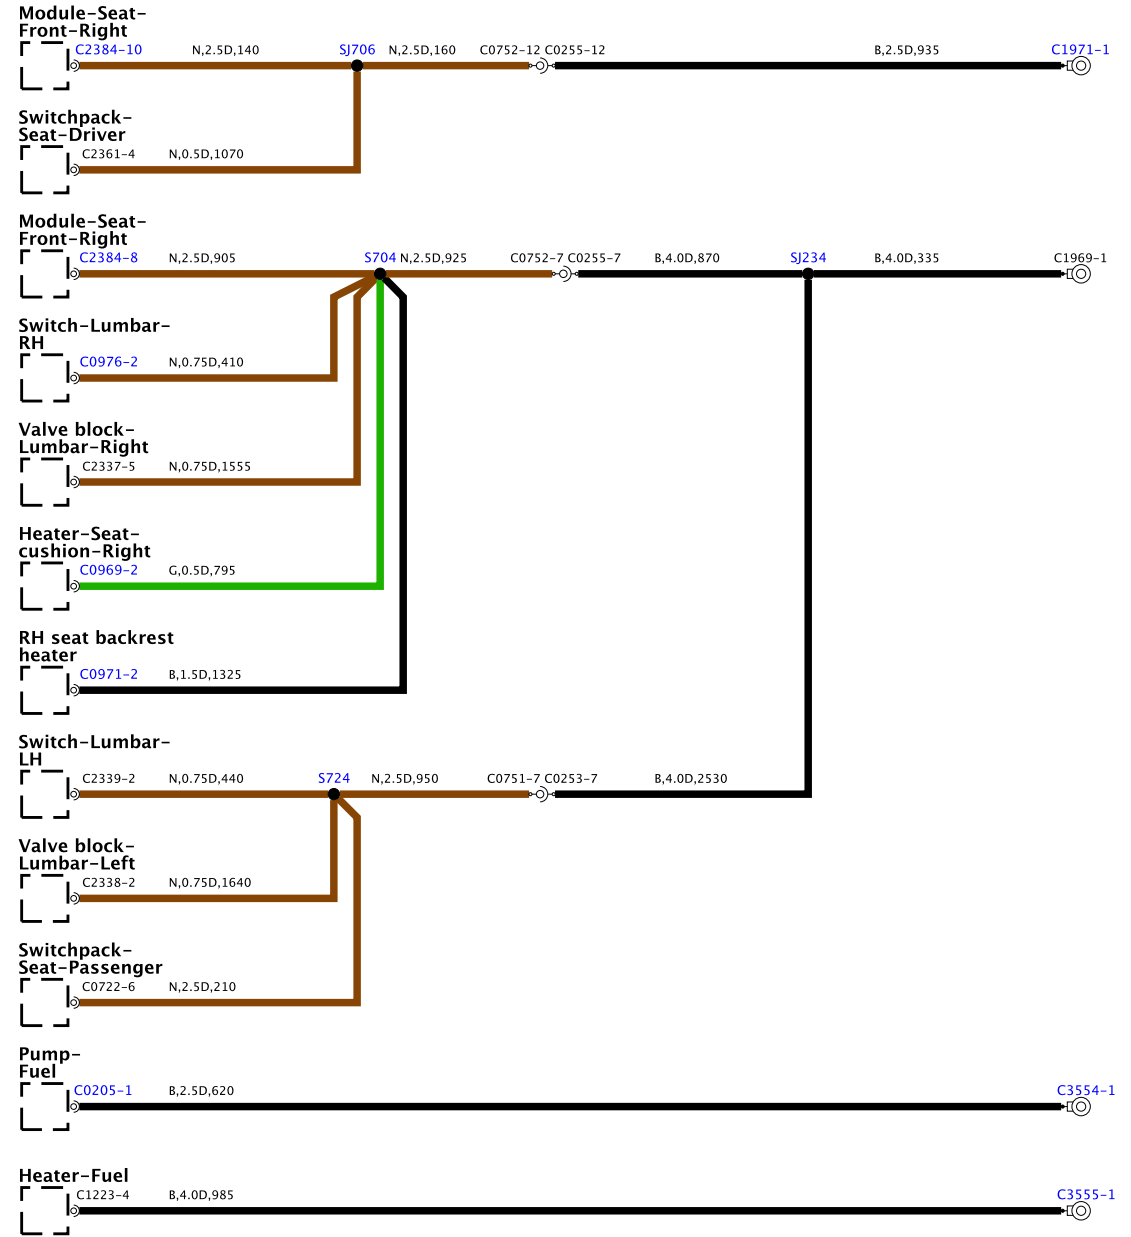 Module-Seat-
Front-Right
C2384-10 N,2.5D,140 SJ706 N,2.5D,160 C0752-12 C0255-12 B,2.5D,935 C1971-1
Switchpack-
Seat-Driver
C2361-4 N,0.5D,1070
Module-Seat-
Front-Right
C2384-8 N,2.5D,905 S704 N,2.5D,925 C0752-7 C0255-7 B,4.0D,870 SJ234 B,4.0D,335 C1969-1
Switch-Lumbar-
RH
C0976-2 N,0.75D,410
Valve block-
Lumbar-Right
C2337-5 N,0.75D,1555
Heater-Seat-
cushion-Right
C0969-2 G,0.5D,795
RH seat backrest
heater
C0971-2 B,1.5D,1325
Switch-Lumbar-
LH
C2339-2 N,0.75D,440 S724 N,2.5D,950 C0751-7 C0253-7 B,4.0D,2530
Valve block-
Lumbar-Left
C2338-2 N,0.75D,1640
Switchpack-
Seat-Passenger
C0722-6 N,2.5D,210
Pump-
Fuel
C0205-1 B,2.5D,620 C3554-1
Heater-Fuel
C1223-4 B,4.0D,985 C3555-1